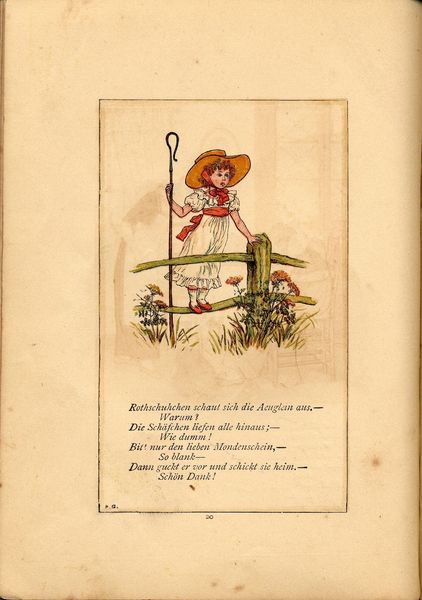 Rothschuhchen schaut sich die Aeuglein aus.—
Warum?
Die Schäfchen liefen alle hinaus;—
Wie dumm!
Bitt nur den lieben Mondenschein,—
So blank—
Dann guckt er vor und schickt sie heim.—
Schön Dank!
F. G.
20